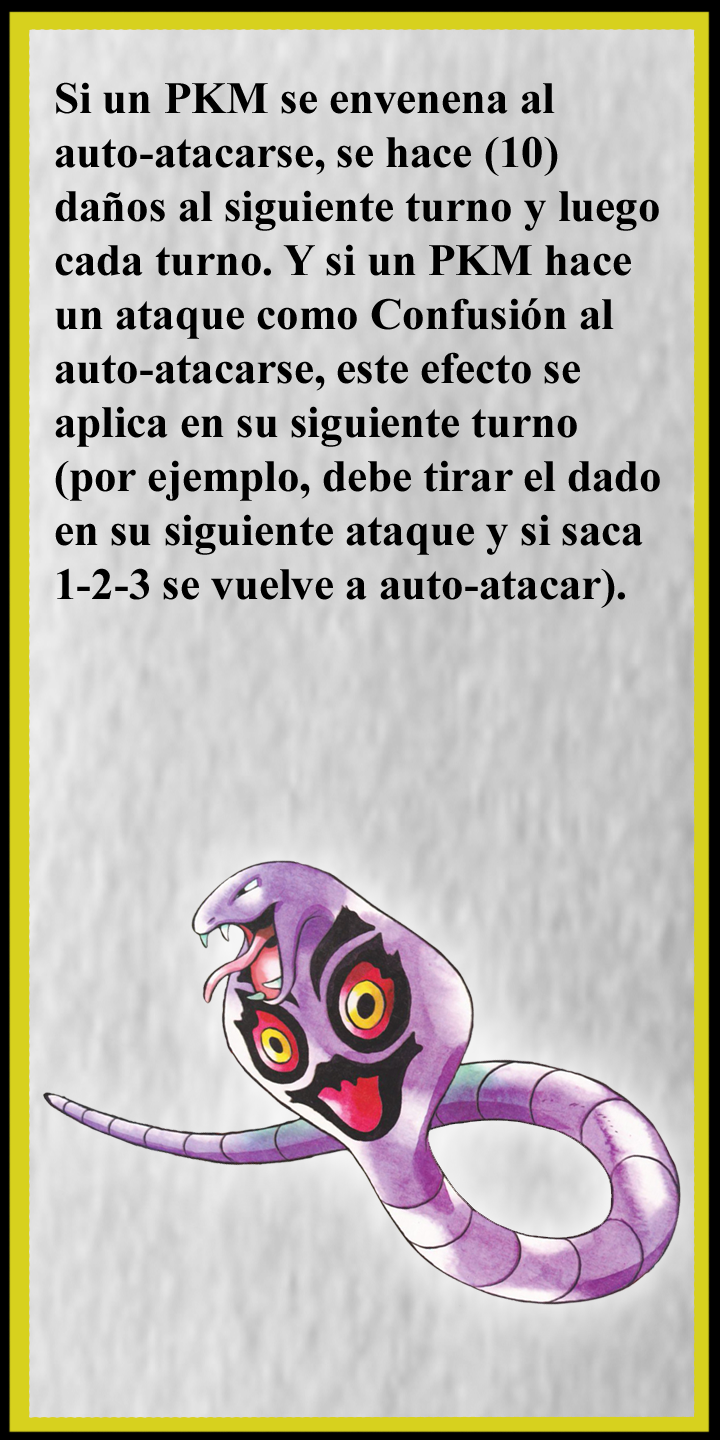 Si un PKM se envenena al
auto-atacarse, se hace (10)
daños al siguiente turno y luego
cada turno. Y si un PKM hace
un ataque como Confusión al
auto-atacarse, este efecto se
aplica en su siguiente turno
(por ejemplo, debe tirar el dado
en su siguiente ataque y si saca
1-2-3 se vuelve a auto-atacar).